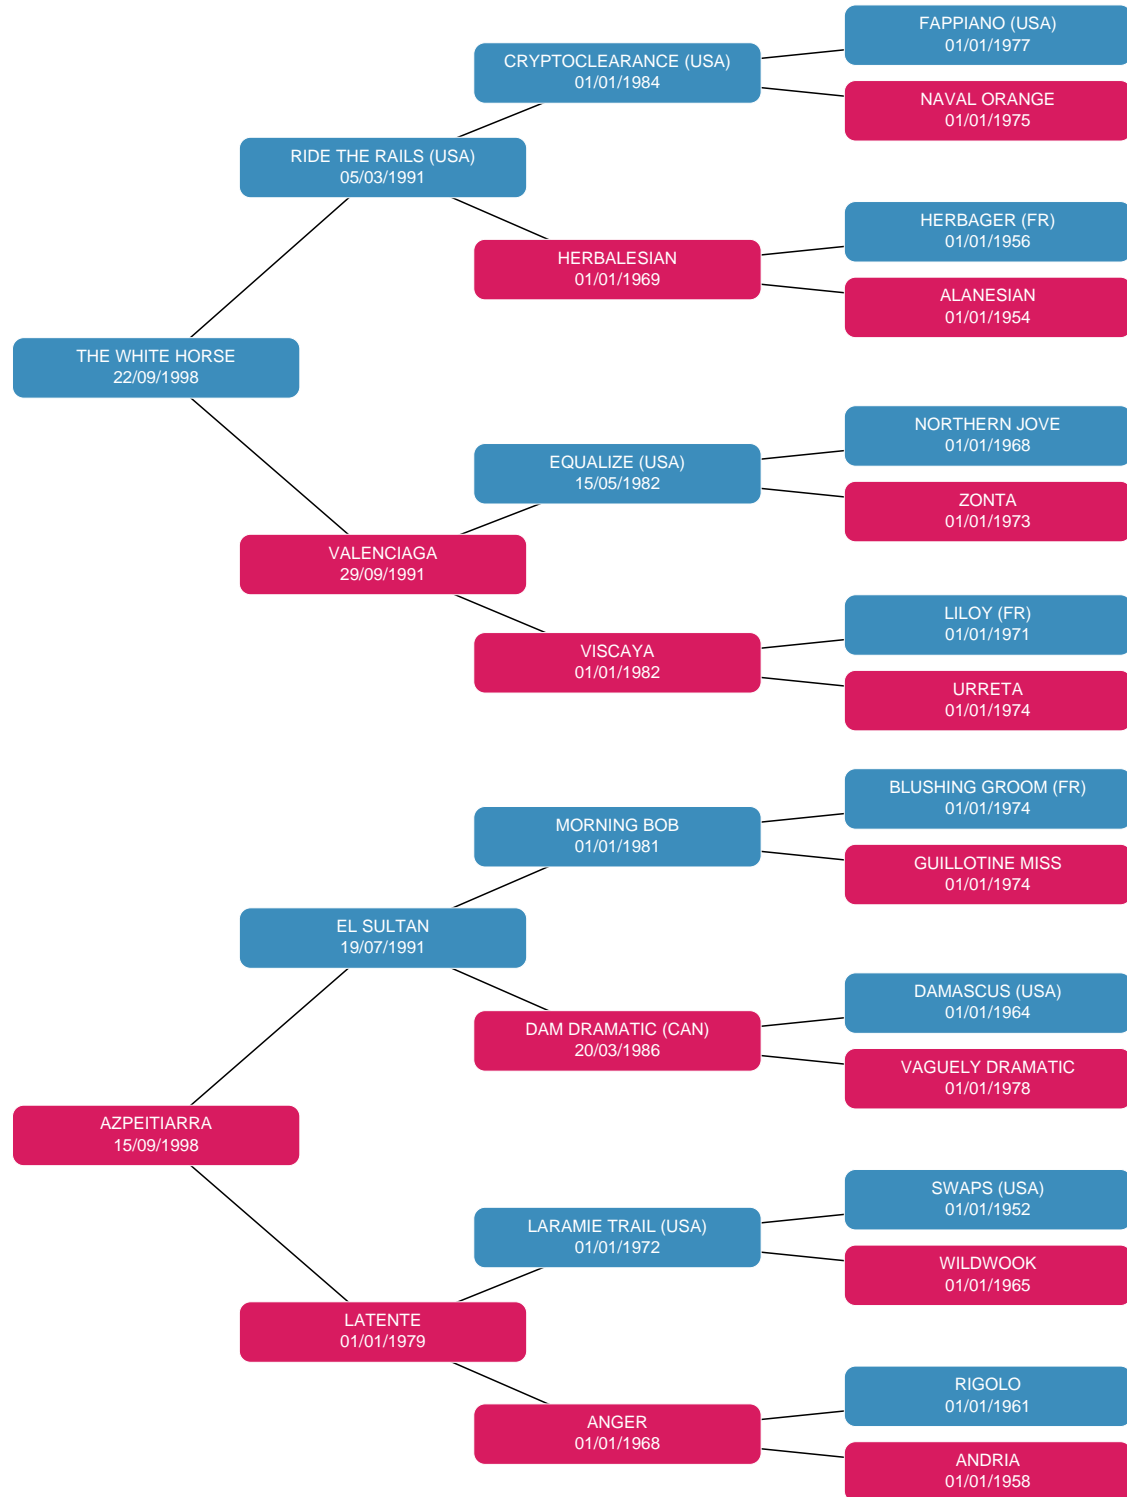 FAPPIANO (USA)
01/01/1977
CRYPTOCLEARANCE (USA)
01/01/1984
NAVAL ORANGE
01/01/1975
RIDE THE RAILS (USA)
05/03/1991
HERBAGER (FR)
01/01/1956
HERBALESIAN
01/01/1969
ALANESIAN
01/01/1954
THE WHITE HORSE
22/09/1998
NORTHERN JOVE
01/01/1968
EQUALIZE (USA)
15/05/1982
ZONTA
01/01/1973
VALENCIAGA
29/09/1991
LILOY (FR)
01/01/1971
VISCAYA
01/01/1982
URRETA
01/01/1974
BLUSHING GROOM (FR)
01/01/1974
MORNING BOB
01/01/1981
GUILLOTINE MISS
01/01/1974
EL SULTAN
19/07/1991
DAMASCUS (USA)
01/01/1964
DAM DRAMATIC (CAN)
20/03/1986
VAGUELY DRAMATIC
01/01/1978
AZPEITIARRA
15/09/1998
SWAPS (USA)
01/01/1952
LARAMIE TRAIL (USA)
01/01/1972
WILDWOOK
01/01/1965
LATENTE
01/01/1979
RIGOLO
01/01/1961
ANGER
01/01/1968
ANDRIA
01/01/1958